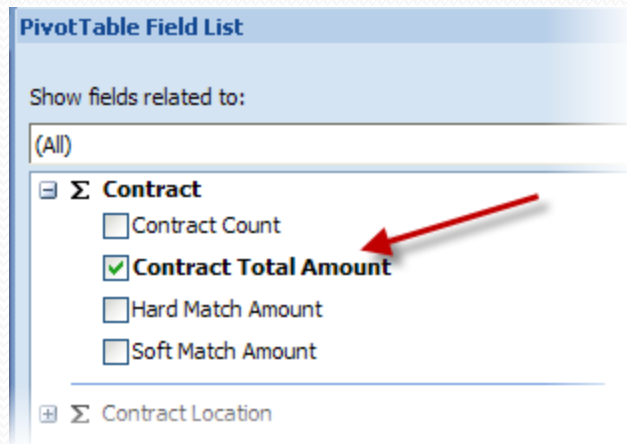 PivotTable Field List
Show fields related to:
(All)
Σ Contract
Contract Count
Contract Total Amount
Hard Match Amount
Soft Match Amount
Σ Contract Location